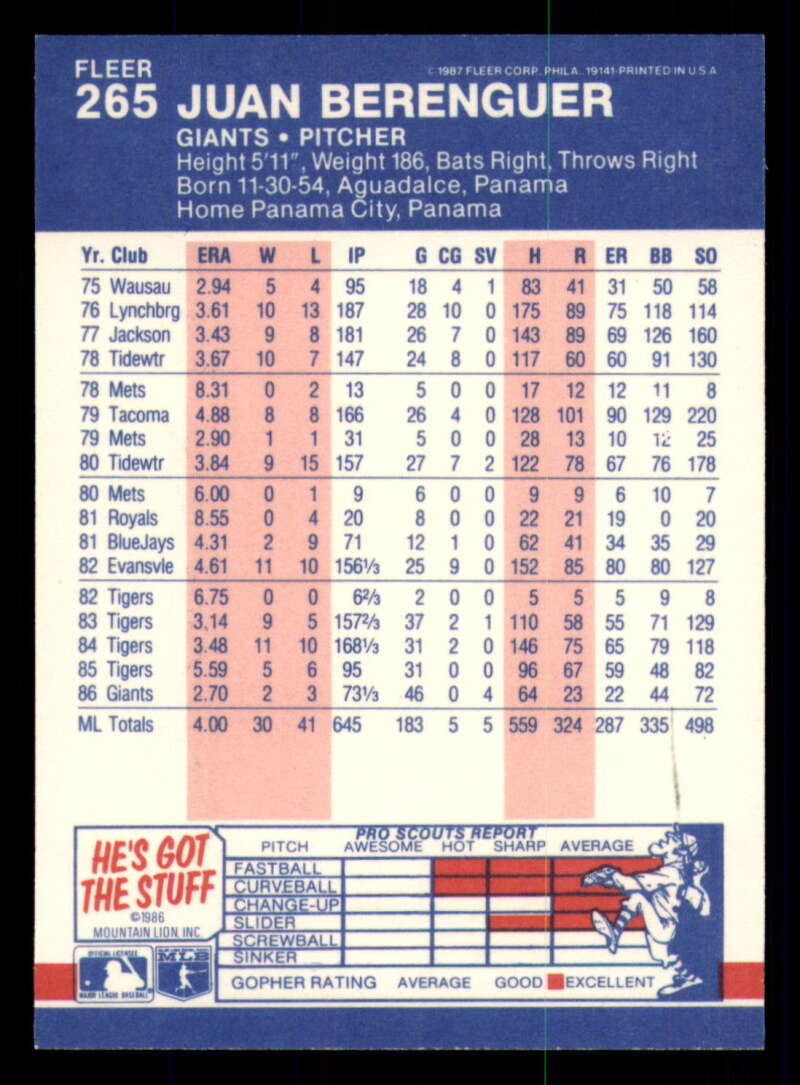 FLEER
©1987 FLEER CORP. PHILA. 19141-PRINTED IN U.S.A
265 JUAN BERENGUER
GIANTS • PITCHER
Height 5'11", Weight 186, Bats Right, Throws Right
Born 11-30-54, Aguadalce, Panama
Home Panama City, Panama
Yr. Club ERA W L IP G CG SV H R ER BB SO
75 Wausau 2.94 5 4 95 18 4 1 83 41 31 50 58
76 Lynchbrg 3.61 10 13 187 28 10 0 175 89 75 118 114
77 Jackson 3.43 9 8 181 26 7 0 143 89 69 126 160
78 Tidewtr 3.67 10 7 147 24 8 0 117 60 60 91 130
78 Mets 8.31 0 2 13 5 0 0 17 12 12 11 8
79 Tacoma 4.88 8 8 166 26 4 0 128 101 90 129 220
79 Mets 2.90 1 1 31 5 0 0 28 13 10 12 25
80 Tidewtr 3.84 9 15 157 27 7 2 122 78 67 76 178
80 Mets 6.00 0 1 9 6 0 0 9 9 6 10 7
81 Royals 8.55 0 4 20 8 0 0 22 21 19 0 20
81 BlueJays 4.31 2 9 71 12 1 0 62 41 34 35 29
82 Evansvle 4.61 11 10 156⅓ 25 9 0 152 85 80 80 127
82 Tigers 6.75 0 0 6⅔ 2 0 0 5 5 5 9 8
83 Tigers 3.14 9 5 157⅔ 37 2 1 110 58 55 71 129
84 Tigers 3.48 11 10 168⅓ 31 2 0 146 75 65 79 118
85 Tigers 5.59 5 6 95 31 0 0 96 67 59 48 82
86 Giants 2.70 2 3 73⅓ 46 0 4 64 23 22 44 72
ML Totals 4.00 30 41 645 183 5 5 559 324 287 335 498
HE'S GOT
THE STUFF
©1986
MOUNTAIN LION, INC.
OFFICIAL LICENSEE
MAJOR LEAGUE BASEBALL
MLB
PRO SCOUTS REPORT
PITCH AWESOME HOT SHARP AVERAGE
FASTBALL
CURVEBALL
CHANGE-UP
SLIDER
SCREWBALL
SINKER
GOPHER RATING AVERAGE GOOD EXCELLENT